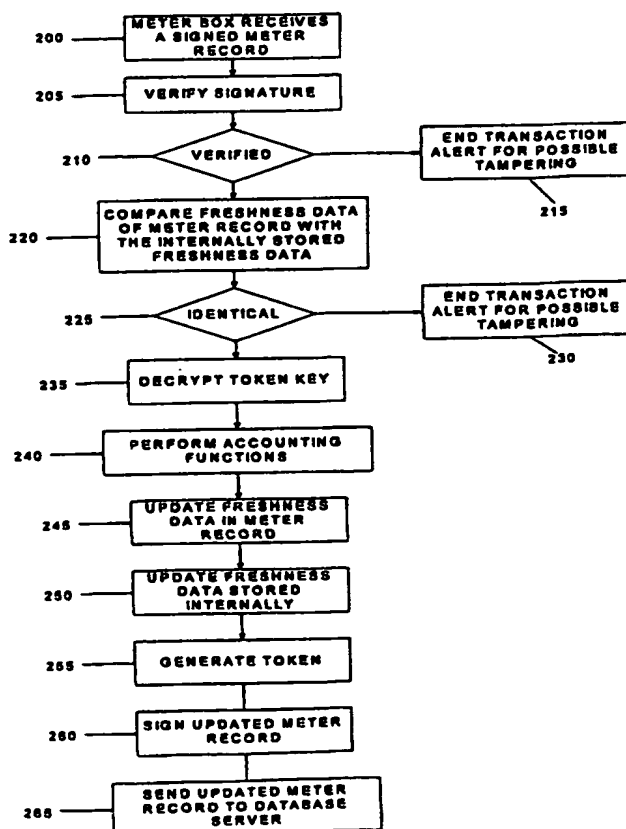 200
METER BOX RECEIVES
A SIGNED METER
RECORD
205
VERIFY SIGNATURE
210
VERIFIED
END TRANSACTION
ALERT FOR POSSIBLE
TAMPERING
215
220
COMPARE FRESHNESS DATA
OF METER RECORD WITH
THE INTERNALLY STORED
FRESHNESS DATA
225
IDENTICAL
END TRANSACTION
ALERT FOR POSSIBLE
TAMPERING
230
235
DECRYPT TOKEN KEY
240
PERFORM ACCOUNTING
FUNCTIONS
245
UPDATE FRESHNESS
DATA IN METER
RECORD
250
UPDATE FRESHNESS
DATA STORED
INTERNALLY
255
GENERATE TOKEN
260
SIGN UPDATED METER
RECORD
265
SEND UPDATED METER
RECORD TO DATABASE
SERVER